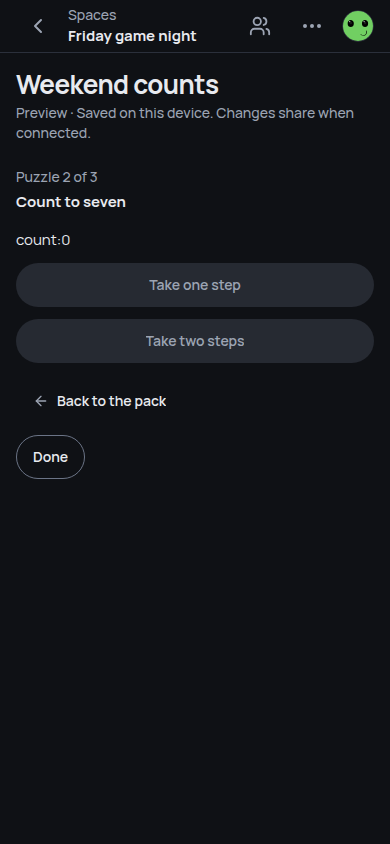 Spaces
Friday game night
Weekend counts
Preview · Saved on this device. Changes share when
connected.
Puzzle 2 of 3
Count to seven
count:0
Take one step
Take two steps
Back to the pack
Done